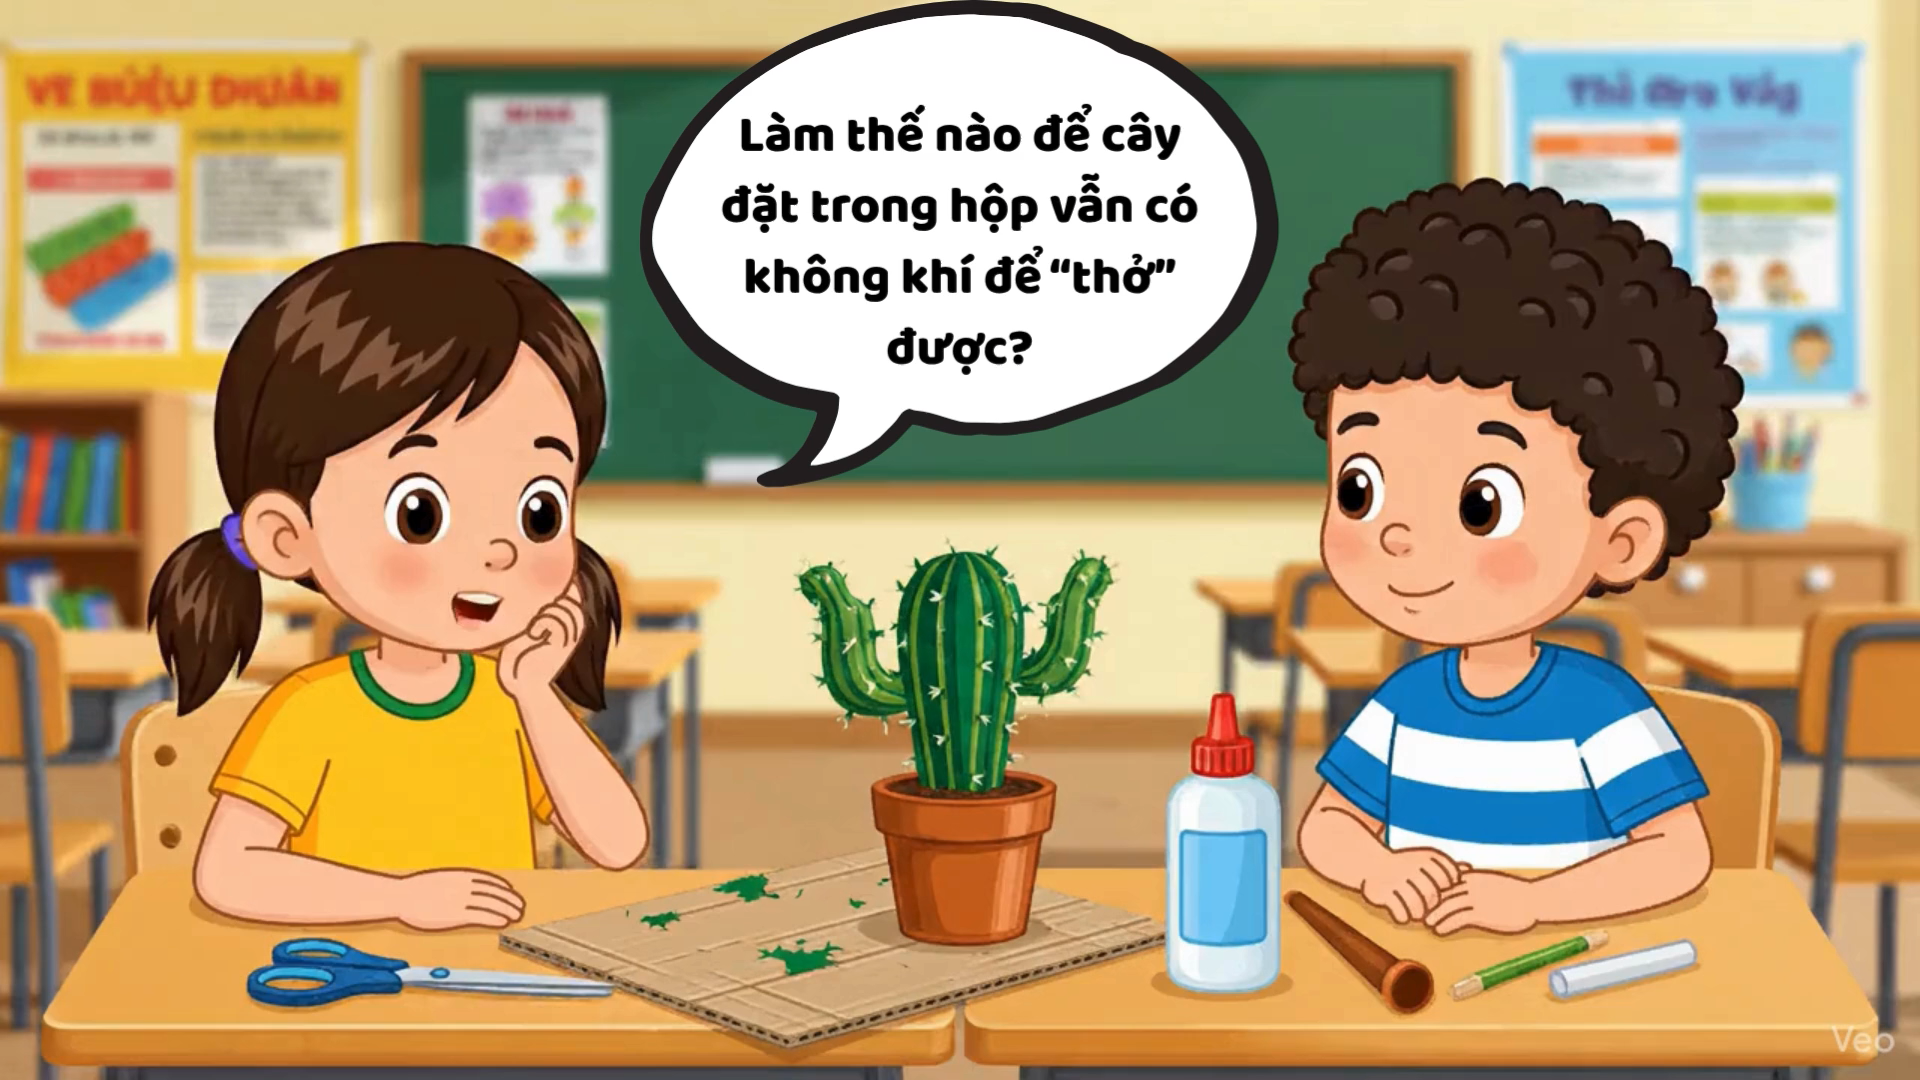 Làm thế nào để cây
đặt trong hộp vẫn có
không khí để “thở”
được?
Veo